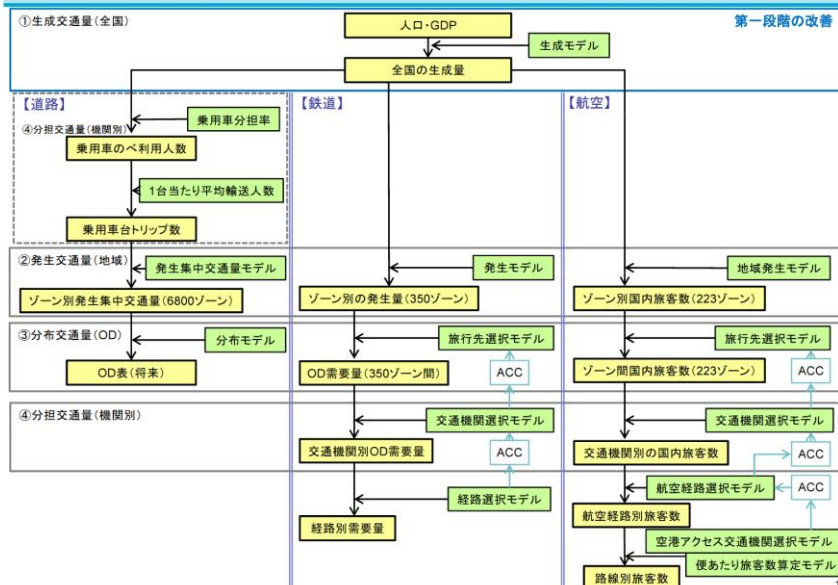 ①生成交通量(全国)
人口・GDP
第一段階の改善
生成モデル
全国の生成量
【道路】
【鉄道】
【航空】
乗用車分担率
④分担交通量(機関別)
乗用車のべ利用人数
1台当たり平均輸送人数
乗用車台トリップ数
②発生交通量(地域)
発生集中交通量モデル
発生モデル
地域発生モデル
ゾーン別発生集中交通量(6800ゾーン)
ゾーン別の発生量(350ゾーン)
ゾーン別国内旅客数(223ゾーン)
③分布交通量(OD)
分布モデル
旅行先選択モデル
旅行先選択モデル
OD表(将来)
OD需要量(350ゾーン間)
ACC
ゾーン間国内旅客数(223ゾーン)
ACC
④分担交通量(機関別)
交通機関選択モデル
交通機関選択モデル
交通機関別OD需要量
ACC
交通機関別の国内旅客数
ACC
経路選択モデル
航空経路選択モデル
ACC
経路別需要量
航空経路別旅客数
空港アクセス交通機関選択モデル
便あたり旅客数算定モデル
路線別旅客数